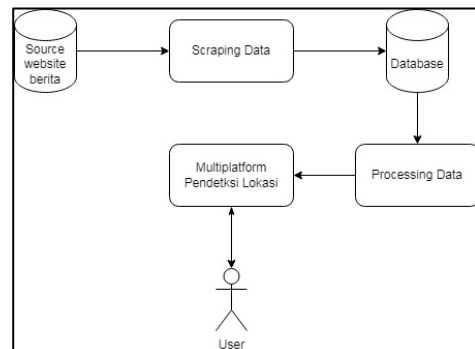 Source
website
berita
Scraping Data
Database
Multiplatform
Pendetksi Lokasi
Processing Data
User